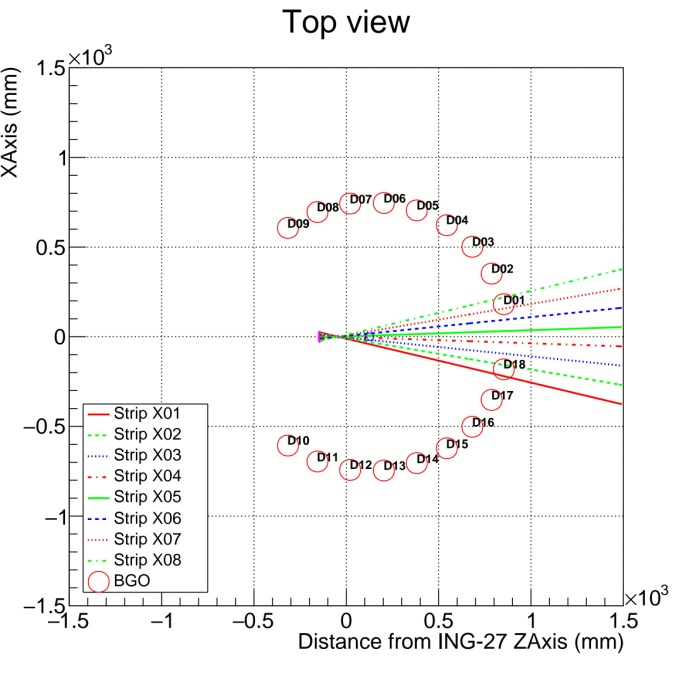 Top view
×10³
XAxis (mm)
1.5
1
0.5
0
−0.5
−1
−1.5
D07 D06
D08 D05
D09 D04
D03
D02
D01
D18
D17
D10 D16
D11 D15
D12 D13 D14
Strip X01
Strip X02
Strip X03
Strip X04
Strip X05
Strip X06
Strip X07
Strip X08
BGO
−1.5 −1 −0.5 0 0.5 1 1.5
×10³
Distance from ING-27 ZAxis (mm)